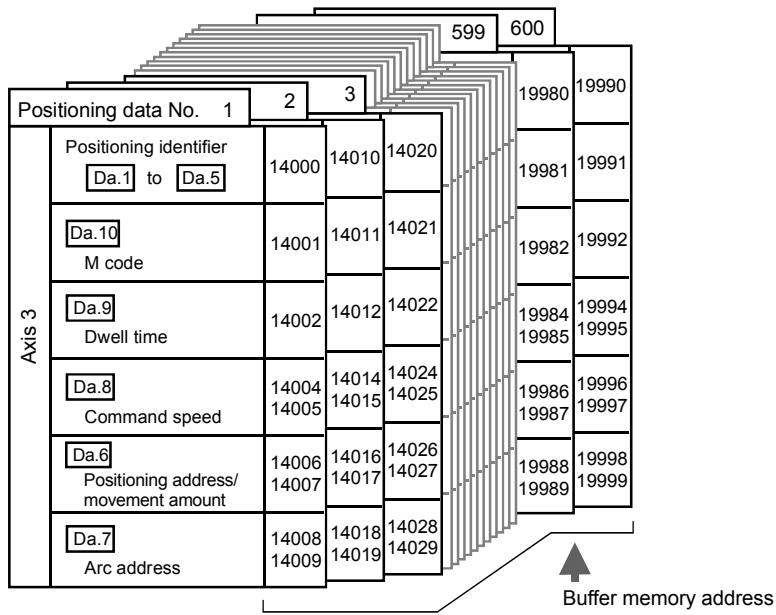 599 600
Positioning data No. 1 2 3
Axis 3
Positioning identifier
Da.1 to Da.5
14000 14010 14020 19980 19990
Da.10
M code
14001 14011 14021 19981 19991
Da.9
Dwell time
14002 14012 14022 19982 19992
Da.8
Command speed
14004 14014 14024 19984 19994
14005 14015 14025 19985 19995
Da.6
Positioning address/
movement amount
14006 14016 14026 19986 19996
14007 14017 14027 19987 19997
Da.7
Arc address
14008 14018 14028 19988 19998
14009 14019 14029 19989 19999
Buffer memory address